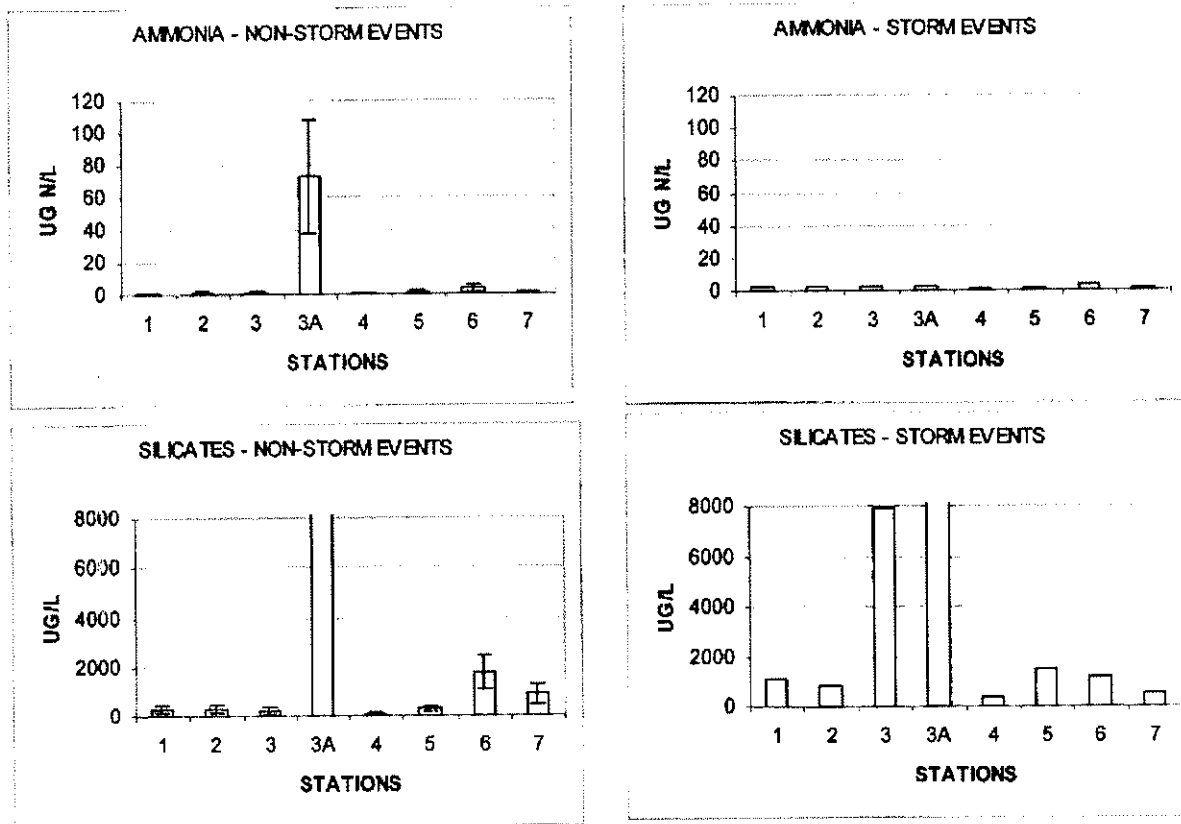 AMMONIA - NON-STORM EVENTS
120
100
80
60
40
20
0
UG N/L
1 2 3 3A 4 5 6 7
STATIONS
AMMONIA - STORM EVENTS
120
100
80
60
40
20
0
UG N/L
1 2 3 3A 4 5 6 7
STATIONS
SILICATES - NON-STORM EVENTS
8000
6000
4000
2000
0
UG/L
1 2 3 3A 4 5 6 7
STATIONS
SILICATES - STORM EVENTS
8000
6000
4000
2000
0
UG/L
1 2 3 3A 4 5 6 7
STATIONS